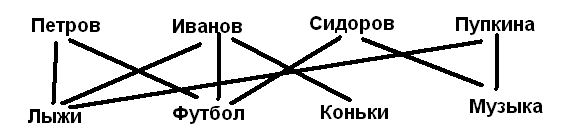 Петров Иванов Сидоров Пупкина
Лыжи Футбол Коньки Музыка